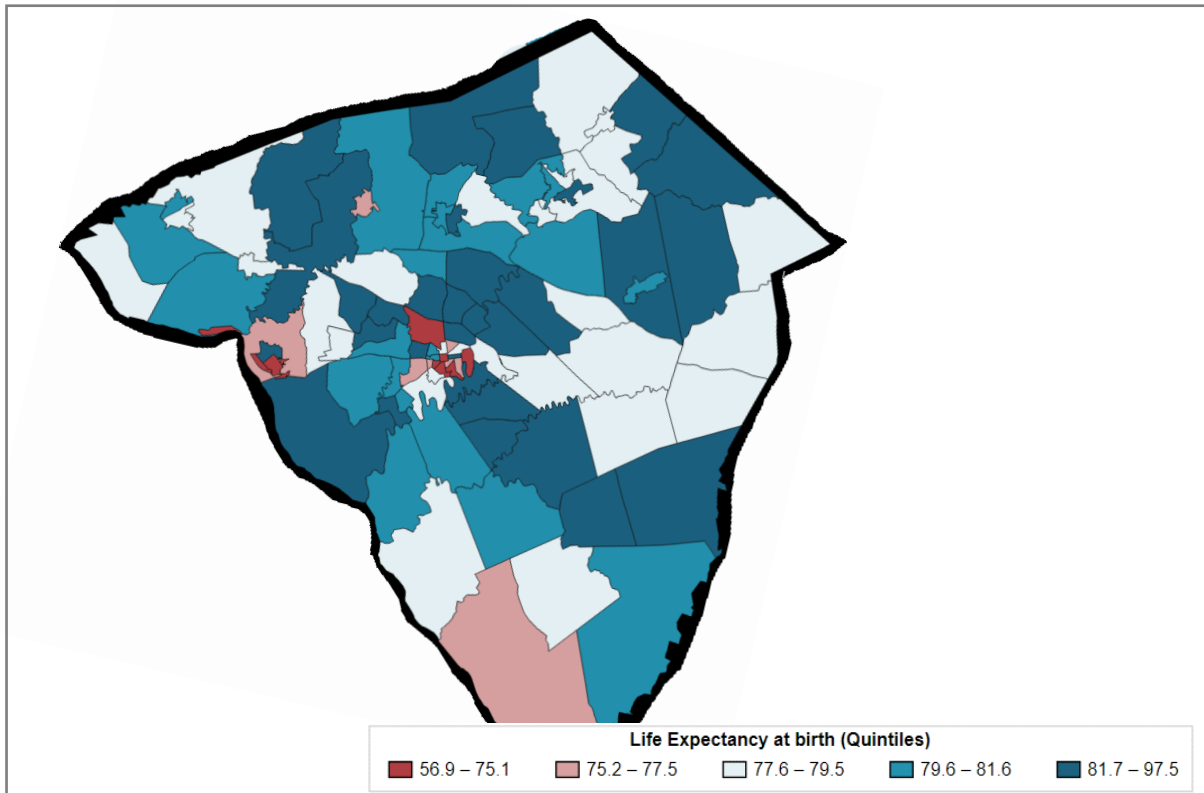 Life Expectancy at birth (Quintiles)
56.9 – 75.1 75.2 – 77.5 77.6 – 79.5 79.6 – 81.6 81.7 – 97.5